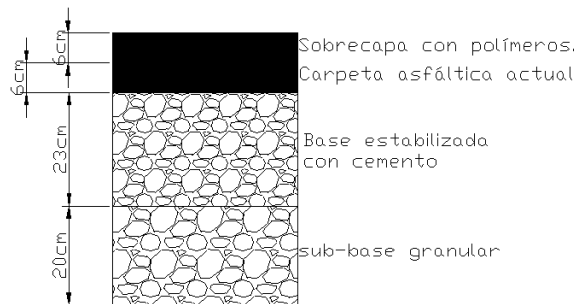 6cm
Sobrecapa con polímeros.
6cm
Carpeta asfáltica actual
23cm
Base estabilizada
con cemento
20cm
sub-base granular